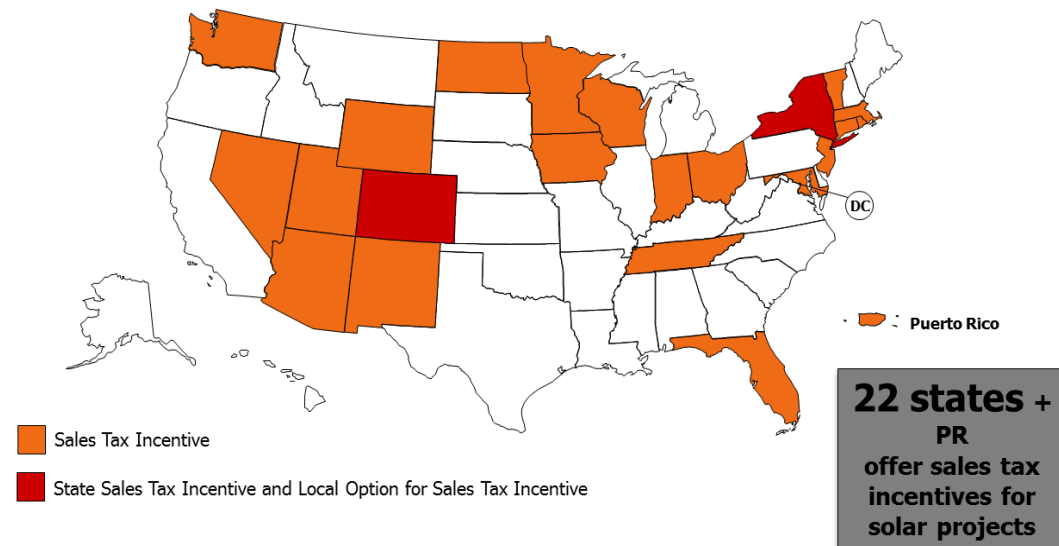 DC
Puerto Rico
22 states +
PR
offer sales tax
incentives for
solar projects
Sales Tax Incentive
State Sales Tax Incentive and Local Option for Sales Tax Incentive